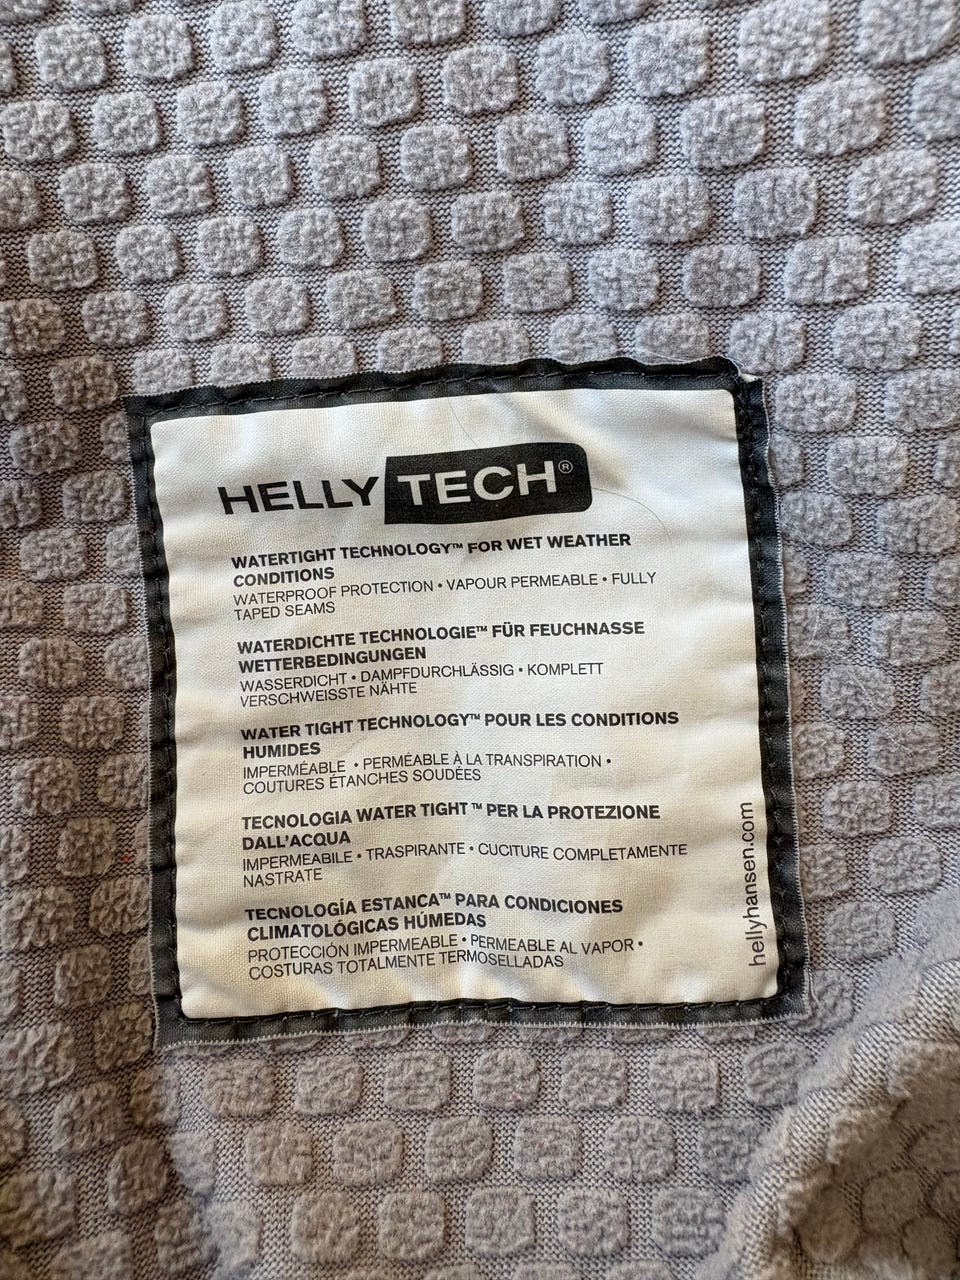 HELLY TECH®
WATERTIGHT TECHNOLOGY™ FOR WET WEATHER
CONDITIONS
WATERPROOF PROTECTION • VAPOUR PERMEABLE • FULLY
TAPED SEAMS
WATERDICHTE TECHNOLOGIE™ FÜR FEUCHNASSE
WETTERBEDINGUNGEN
WASSERDICHT • DAMPFDURCHLÄSSIG • KOMPLETT
VERSCHWEISSTE NÄHTE
WATER TIGHT TECHNOLOGY™ POUR LES CONDITIONS
HUMIDES
IMPERMÉABLE • PERMÉABLE À LA TRANSPIRATION •
COUTURES ÉTANCHES SOUDÉES
TECNOLOGIA WATER TIGHT ™ PER LA PROTEZIONE
DALL'ACQUA
IMPERMEABILE • TRASPIRANTE • CUCITURE COMPLETAMENTE
NASTRATE
TECNOLOGÍA ESTANCA™ PARA CONDICIONES
CLIMATOLÓGICAS HÚMEDAS
PROTECCIÓN IMPERMEABLE • PERMEABLE AL VAPOR •
COSTURAS TOTALMENTE TERMOSELLADAS
hellyhansen.com